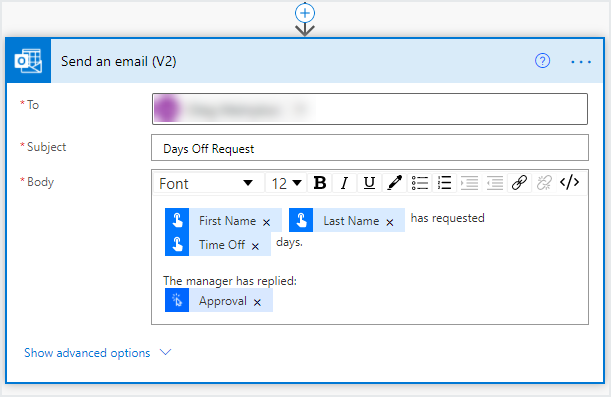 Send an email (V2)
* To
* Subject
Days Off Request
* Body
Font 12 B I U </>
First Name × Last Name × has requested
Time Off × days.
The manager has replied:
Approval ×
Show advanced options